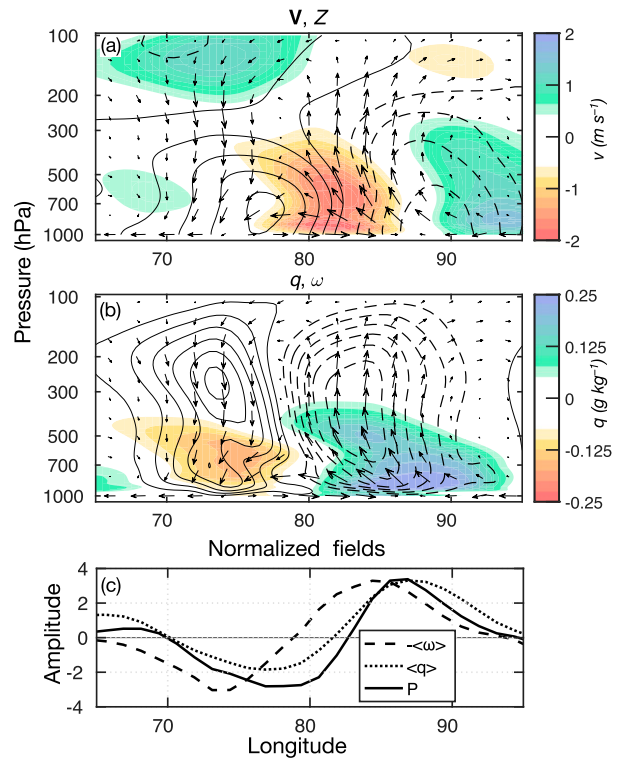 V, Z
(a)
100
200
300
500
700
1000
70
80
90
2
1
0
-1
-2
v (m s⁻¹)
Pressure (hPa)
q, ω
(b)
100
200
300
500
700
1000
70
80
90
0.25
0.125
0
-0.125
-0.25
q (g kg⁻¹)
Normalized fields
(c)
4
2
0
-2
-4
Amplitude
-<ω>
<q>
P
70
80
90
Longitude